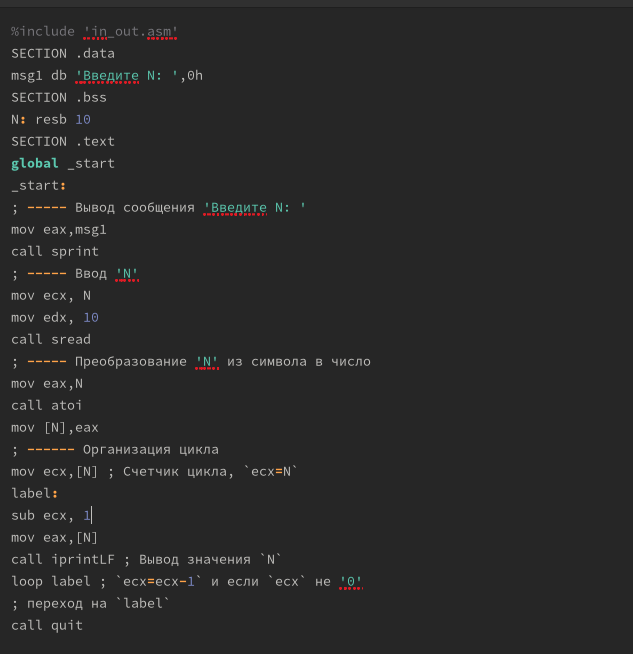 %include 'in_out.asm'
SECTION .data
msg1 db 'Введите N: ',0h
SECTION .bss
N: resb 10
SECTION .text
global _start
_start:
; ----- Вывод сообщения 'Введите N: '
mov eax,msg1
call sprint
; ----- Ввод 'N'
mov ecx, N
mov edx, 10
call sread
; ----- Преобразование 'N' из символа в число
mov eax,N
call atoi
mov [N],eax
; ------ Организация цикла
mov ecx,[N] ; Счетчик цикла, `ecx=N`
label:
sub ecx, 1
mov eax,[N]
call iprintLF ; Вывод значения `N`
loop label ; `ecx=ecx-1` и если `ecx` не '0'
; переход на `label`
call quit